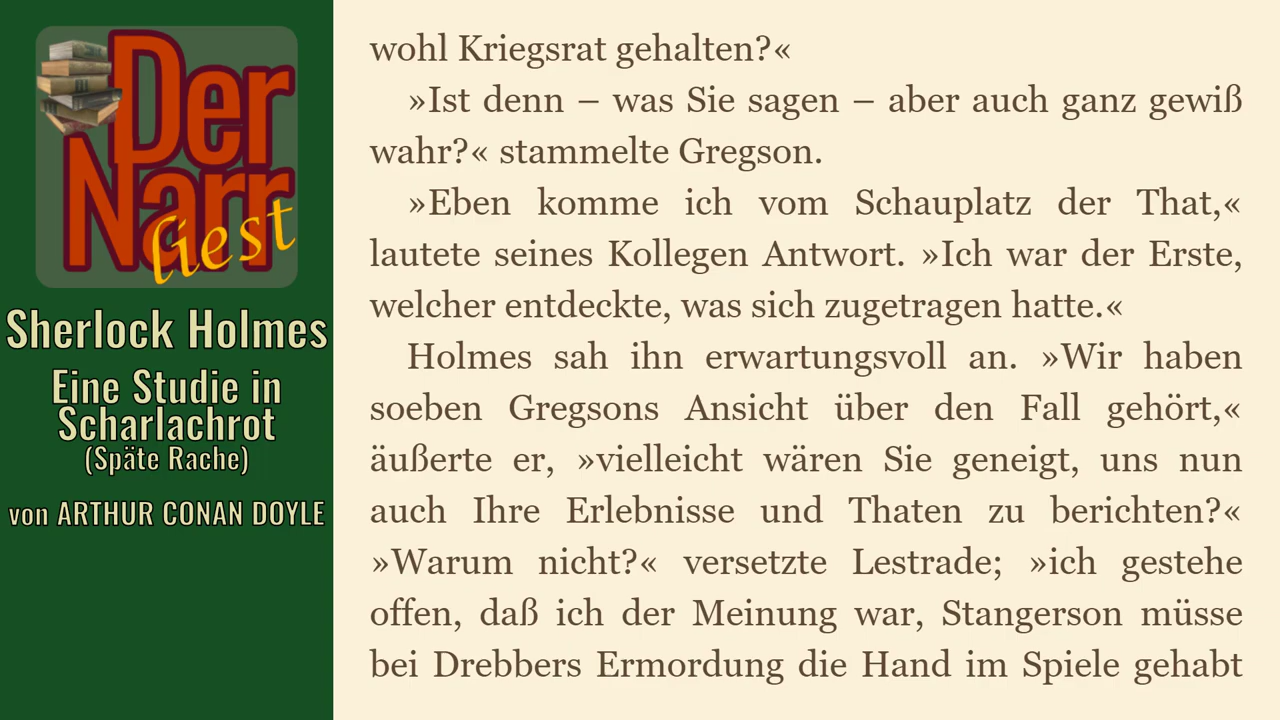 Der
Narr
liest
Sherlock Holmes
Eine Studie in
Scharlachrot
(Späte Rache)
von ARTHUR CONAN DOYLE
wohl Kriegsrat gehalten?«
»Ist denn – was Sie sagen – aber auch ganz gewiß
wahr?« stammelte Gregson.
»Eben komme ich vom Schauplatz der That,«
lautete seines Kollegen Antwort. »Ich war der Erste,
welcher entdeckte, was sich zugetragen hatte.«
Holmes sah ihn erwartungsvoll an. »Wir haben
soeben Gregsons Ansicht über den Fall gehört,«
äußerte er, »vielleicht wären Sie geneigt, uns nun
auch Ihre Erlebnisse und Thaten zu berichten?«
»Warum nicht?« versetzte Lestrade; »ich gestehe
offen, daß ich der Meinung war, Stangerson müsse
bei Drebbers Ermordung die Hand im Spiele gehabt